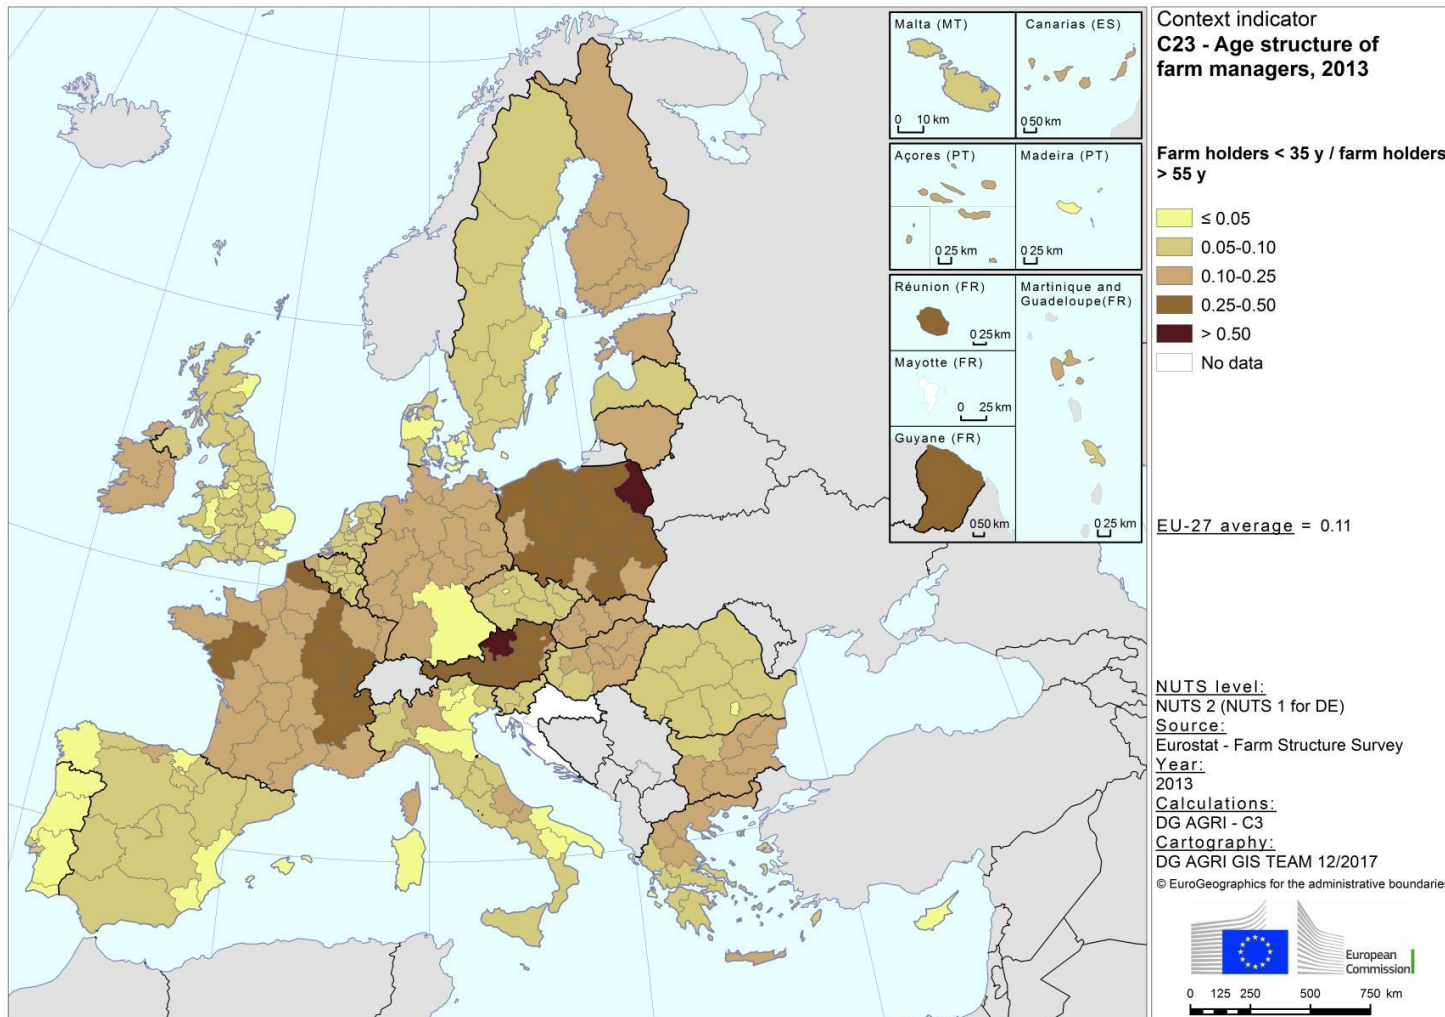 Context indicator
C23 - Age structure of
farm managers, 2013
Farm holders < 35 y / farm holders
> 55 y
≤ 0.05
0.05-0.10
0.10-0.25
0.25-0.50
> 0.50
No data
EU-27 average = 0.11
NUTS level:
NUTS 2 (NUTS 1 for DE)
Source:
Eurostat - Farm Structure Survey
Year:
2013
Calculations:
DG AGRI - C3
Cartography:
DG AGRI GIS TEAM 12/2017
© EuroGeographics for the administrative boundaries
European
Commission
0 125 250 500 750 km
Malta (MT)
0 10 km
Canarias (ES)
0 50 km
Açores (PT)
0 25 km
Madeira (PT)
0 25 km
Réunion (FR)
0 25 km
Mayotte (FR)
0 25 km
Guyane (FR)
0 50 km
Martinique and
Guadeloupe(FR)
0 25 km